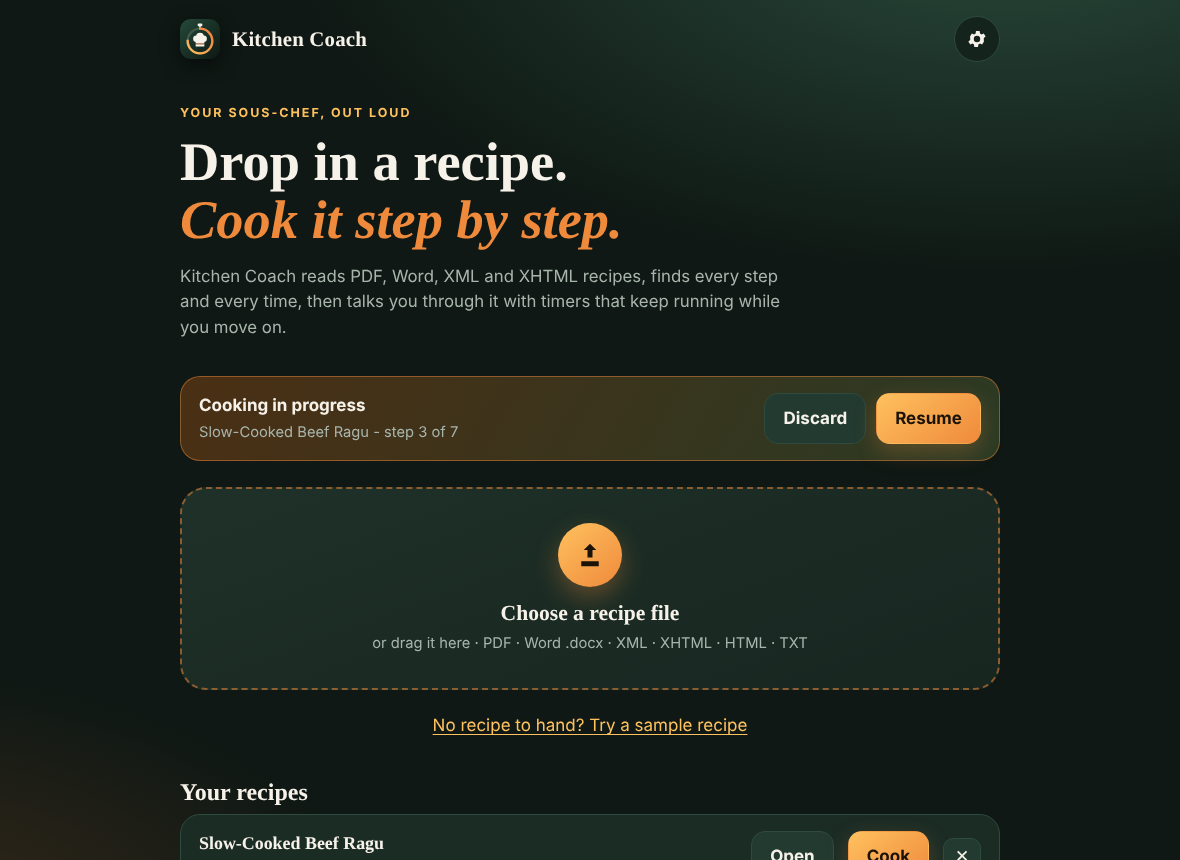 Kitchen Coach
YOUR SOUS-CHEF, OUT LOUD
Drop in a recipe.
Cook it step by step.
Kitchen Coach reads PDF, Word, XML and XHTML recipes, finds every step
and every time, then talks you through it with timers that keep running while
you move on.
Cooking in progress
Slow-Cooked Beef Ragu - step 3 of 7
Discard
Resume
Choose a recipe file
or drag it here · PDF · Word .docx · XML · XHTML · HTML · TXT
No recipe to hand? Try a sample recipe
Your recipes
Slow-Cooked Beef Ragu
Open
Cook